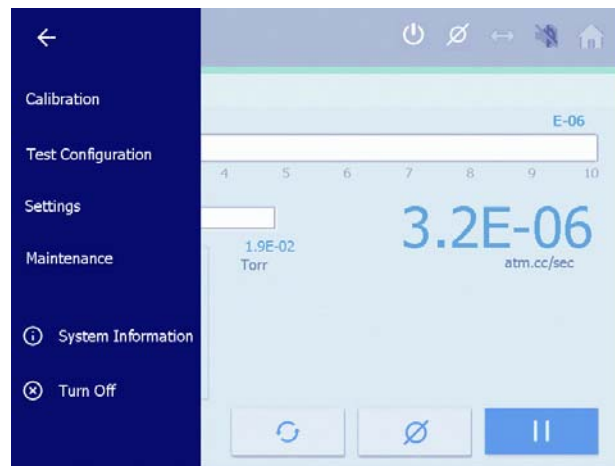 Calibration
E-06
Test Configuration
4 5 6 7 8 9 10
Settings
3.2E-06
1.9E-02
Maintenance
Torr
atm.cc/sec
System Information
Turn Off